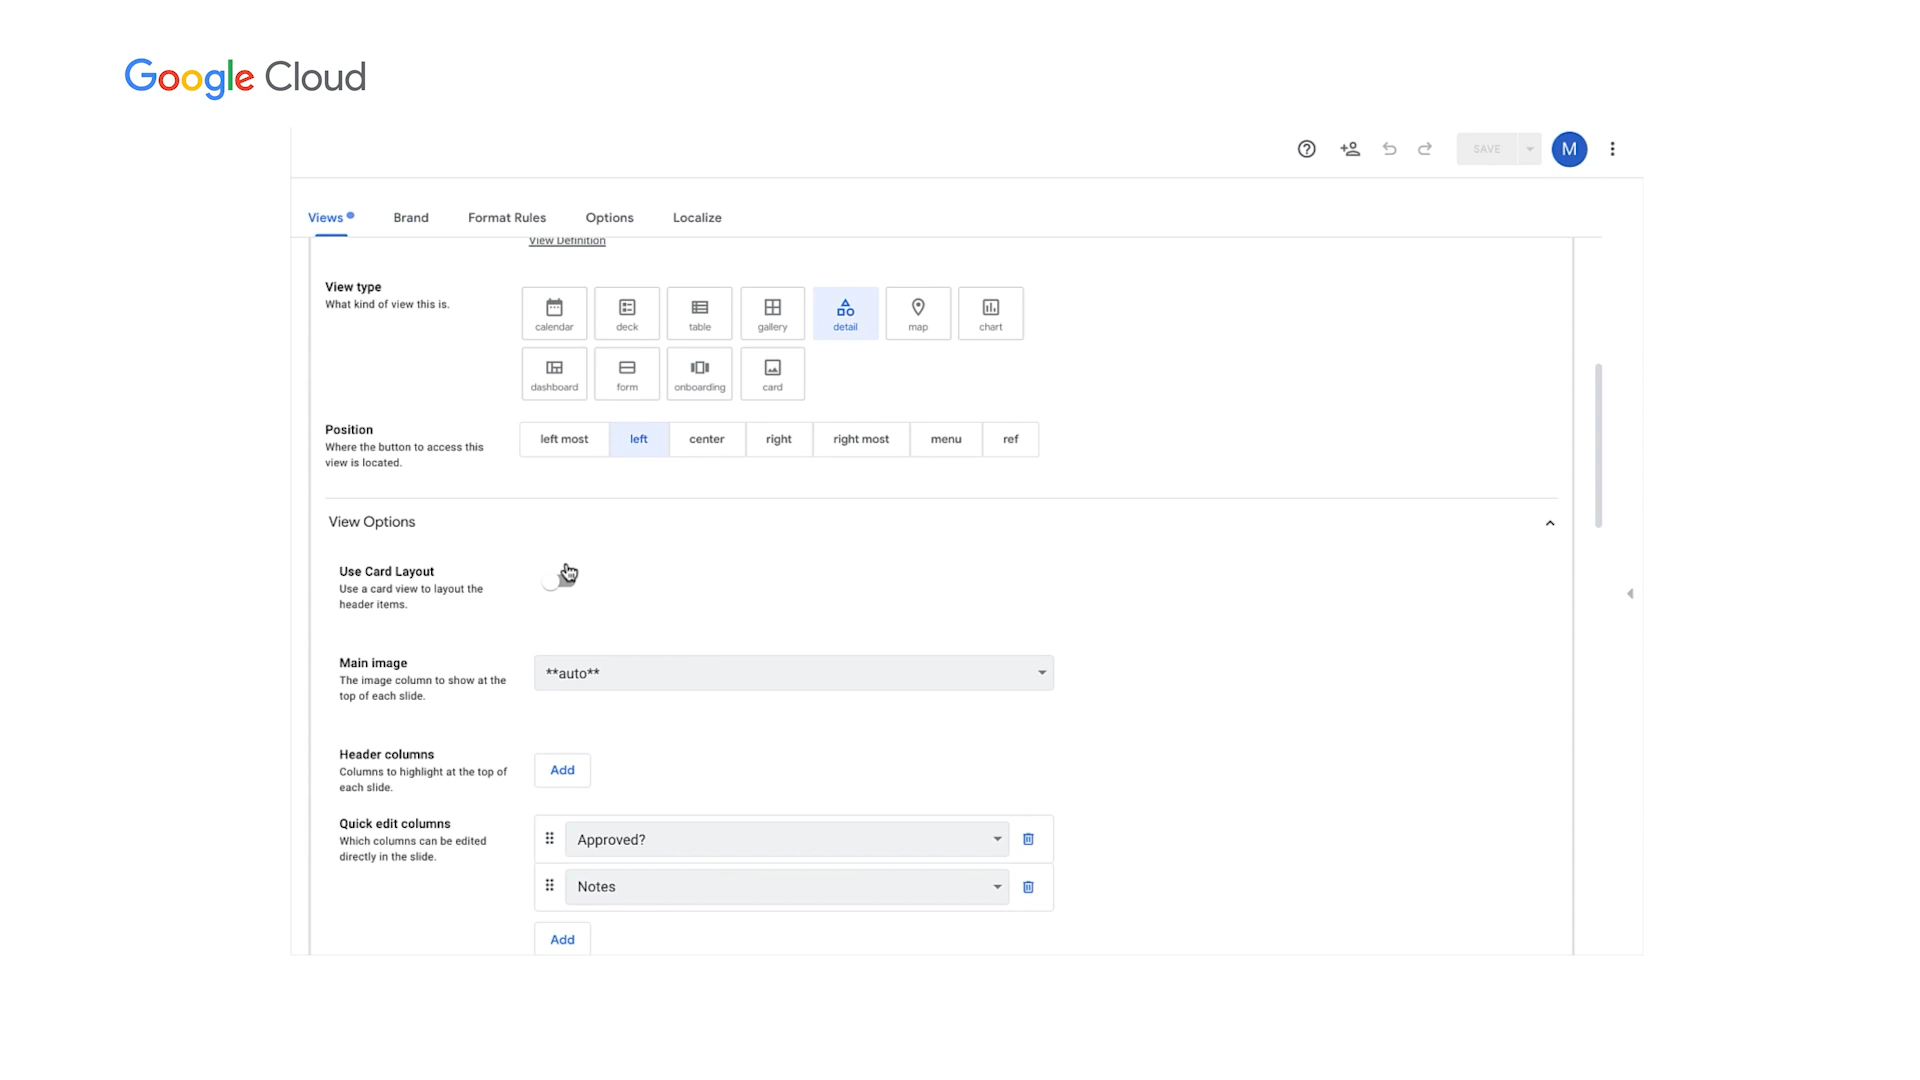 Google Cloud
SAVE
M
Views
Brand
Format Rules
Options
Localize
View Definition
View type
What kind of view this is.
calendar
deck
table
gallery
detail
map
chart
dashboard
form
onboarding
card
Position
Where the button to access this
view is located.
left most
left
center
right
right most
menu
ref
View Options
Use Card Layout
Use a card view to layout the
header items.
Main image
The image column to show at the
top of each slide.
**auto**
Header columns
Columns to highlight at the top of
each slide.
Add
Quick edit columns
Which columns can be edited
directly in the slide.
Approved?
Notes
Add